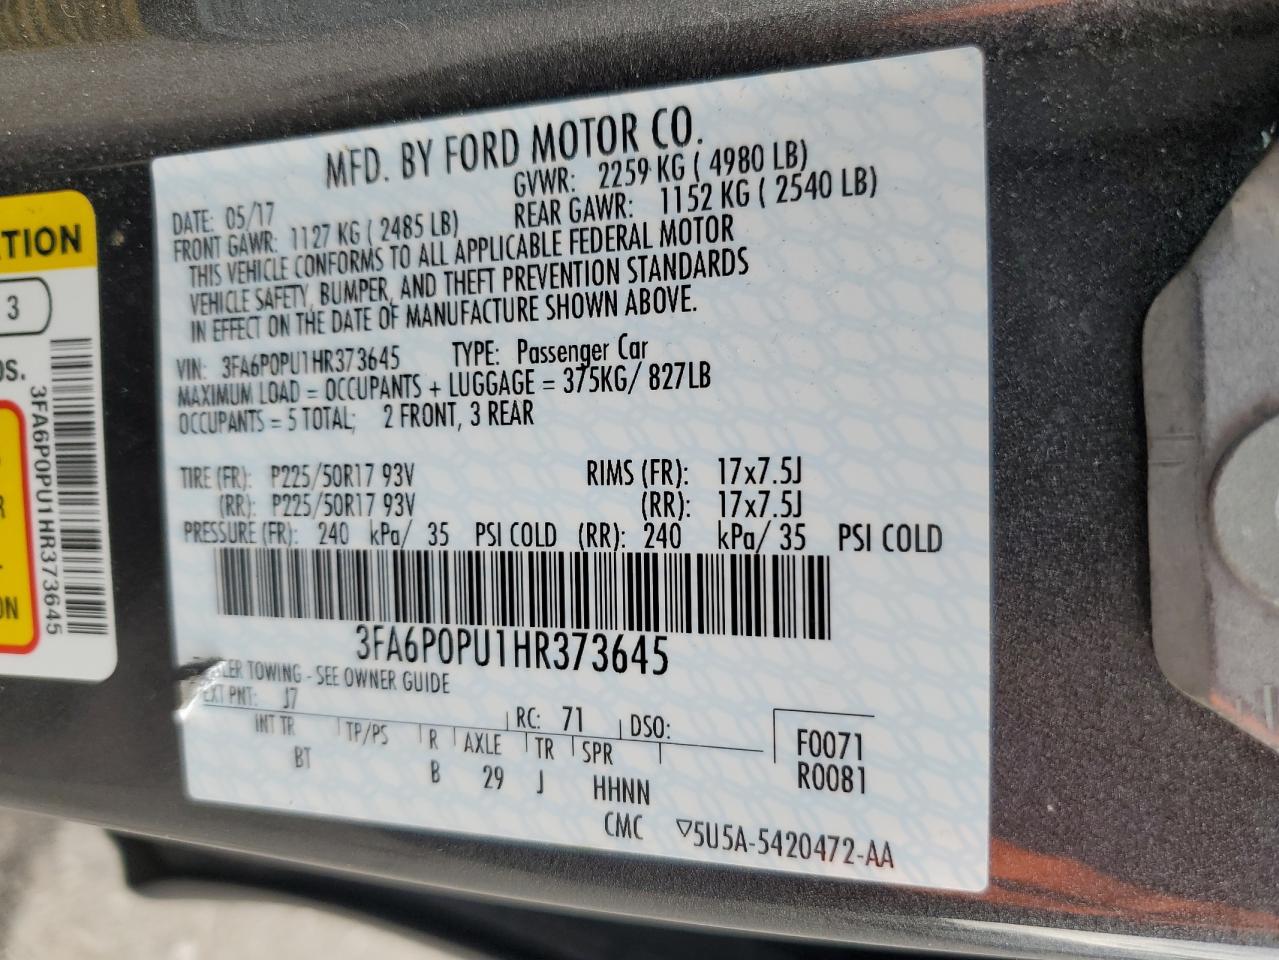 MFD. BY FORD MOTOR CO.
DATE: 05/17 GVWR: 2259 KG ( 4980 LB)
FRONT GAWR: 1127 KG ( 2485 LB) REAR GAWR: 1152 KG ( 2540 LB)
THIS VEHICLE CONFORMS TO ALL APPLICABLE FEDERAL MOTOR
VEHICLE SAFETY, BUMPER, AND THEFT PREVENTION STANDARDS
IN EFFECT ON THE DATE OF MANUFACTURE SHOWN ABOVE.
VIN: 3FA6P0PU1HR373645 TYPE: Passenger Car
MAXIMUM LOAD = OCCUPANTS + LUGGAGE = 375KG/ 827LB
OCCUPANTS = 5 TOTAL; 2 FRONT, 3 REAR
TIRE (FR): P225/50R17 93V RIMS (FR): 17x7.5J
(RR): P225/50R17 93V (RR): 17x7.5J
PRESSURE (FR): 240 kPa/ 35 PSI COLD (RR): 240 kPa/ 35 PSI COLD
3FA6P0PU1HR373645
TOWING - SEE OWNER GUIDE
EXT PNT: J7 RC: 71 DSO:
INT TR TP/PS R AXLE TR SPR F0071
BT B 29 J HHNN R0081
CMC ▽5U5A-5420472-AA
3
3FA6P0PU1HR373645